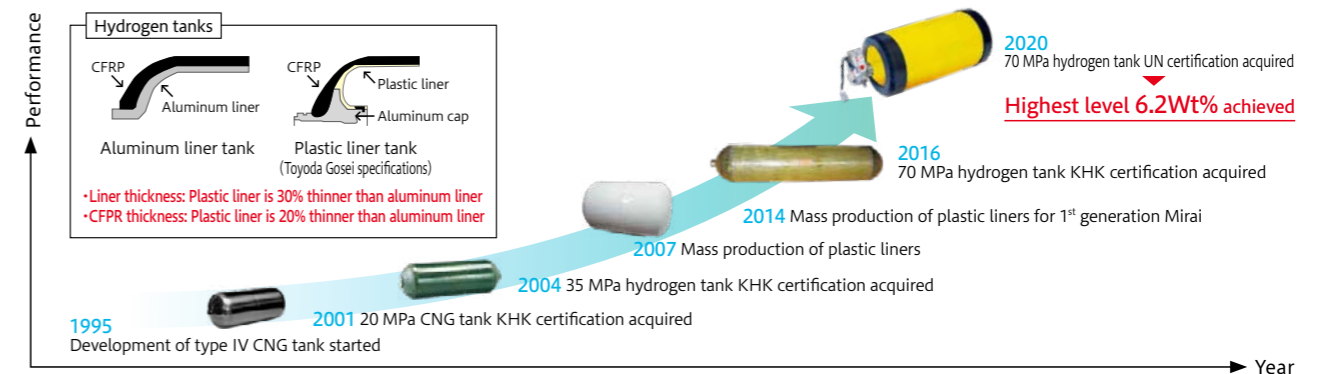 Performance
Hydrogen tanks
CFRP
Aluminum liner
Aluminum liner tank
CFRP
Plastic liner
Aluminum cap
Plastic liner tank
(Toyoda Gosei specifications)
・Liner thickness: Plastic liner is 30% thinner than aluminum liner
・CFPR thickness: Plastic liner is 20% thinner than aluminum liner
2020
70 MPa hydrogen tank UN certification acquired
Highest level 6.2Wt% achieved
2016
70 MPa hydrogen tank KHK certification acquired
2014 Mass production of plastic liners for 1st generation Mirai
2007 Mass production of plastic liners
2004 35 MPa hydrogen tank KHK certification acquired
2001 20 MPa CNG tank KHK certification acquired
1995
Development of type IV CNG tank started
Year